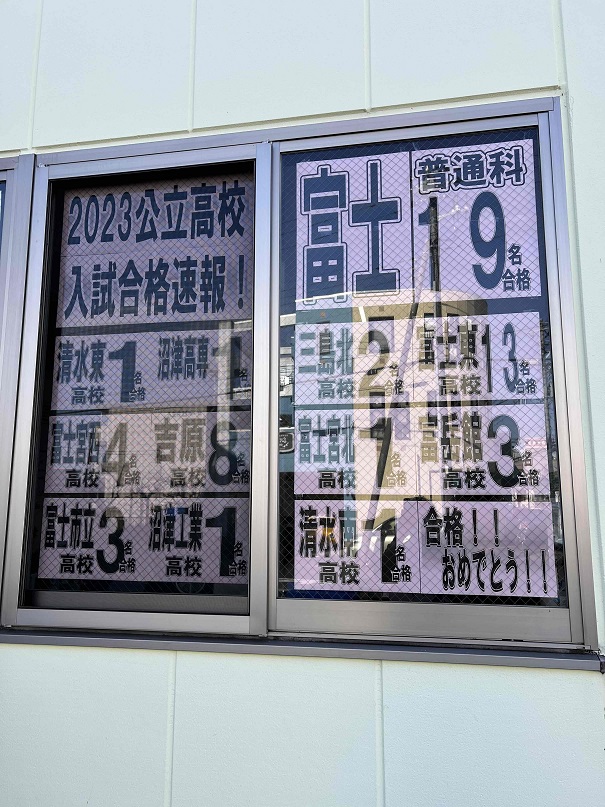 2023公立高校
入試合格速報！
清水東高校1名合格 沼津高専1名合格
富士宮西高校4名合格 吉原高校8名合格
富士市立高校3名合格 沼津工業高校1名合格
富士普通科19名合格
三島北高校2名合格 富士東高校13名合格
富士宮北高校7名合格 富岳館高校3名合格
清水南高校1名合格 合格！！
おめでとう！！